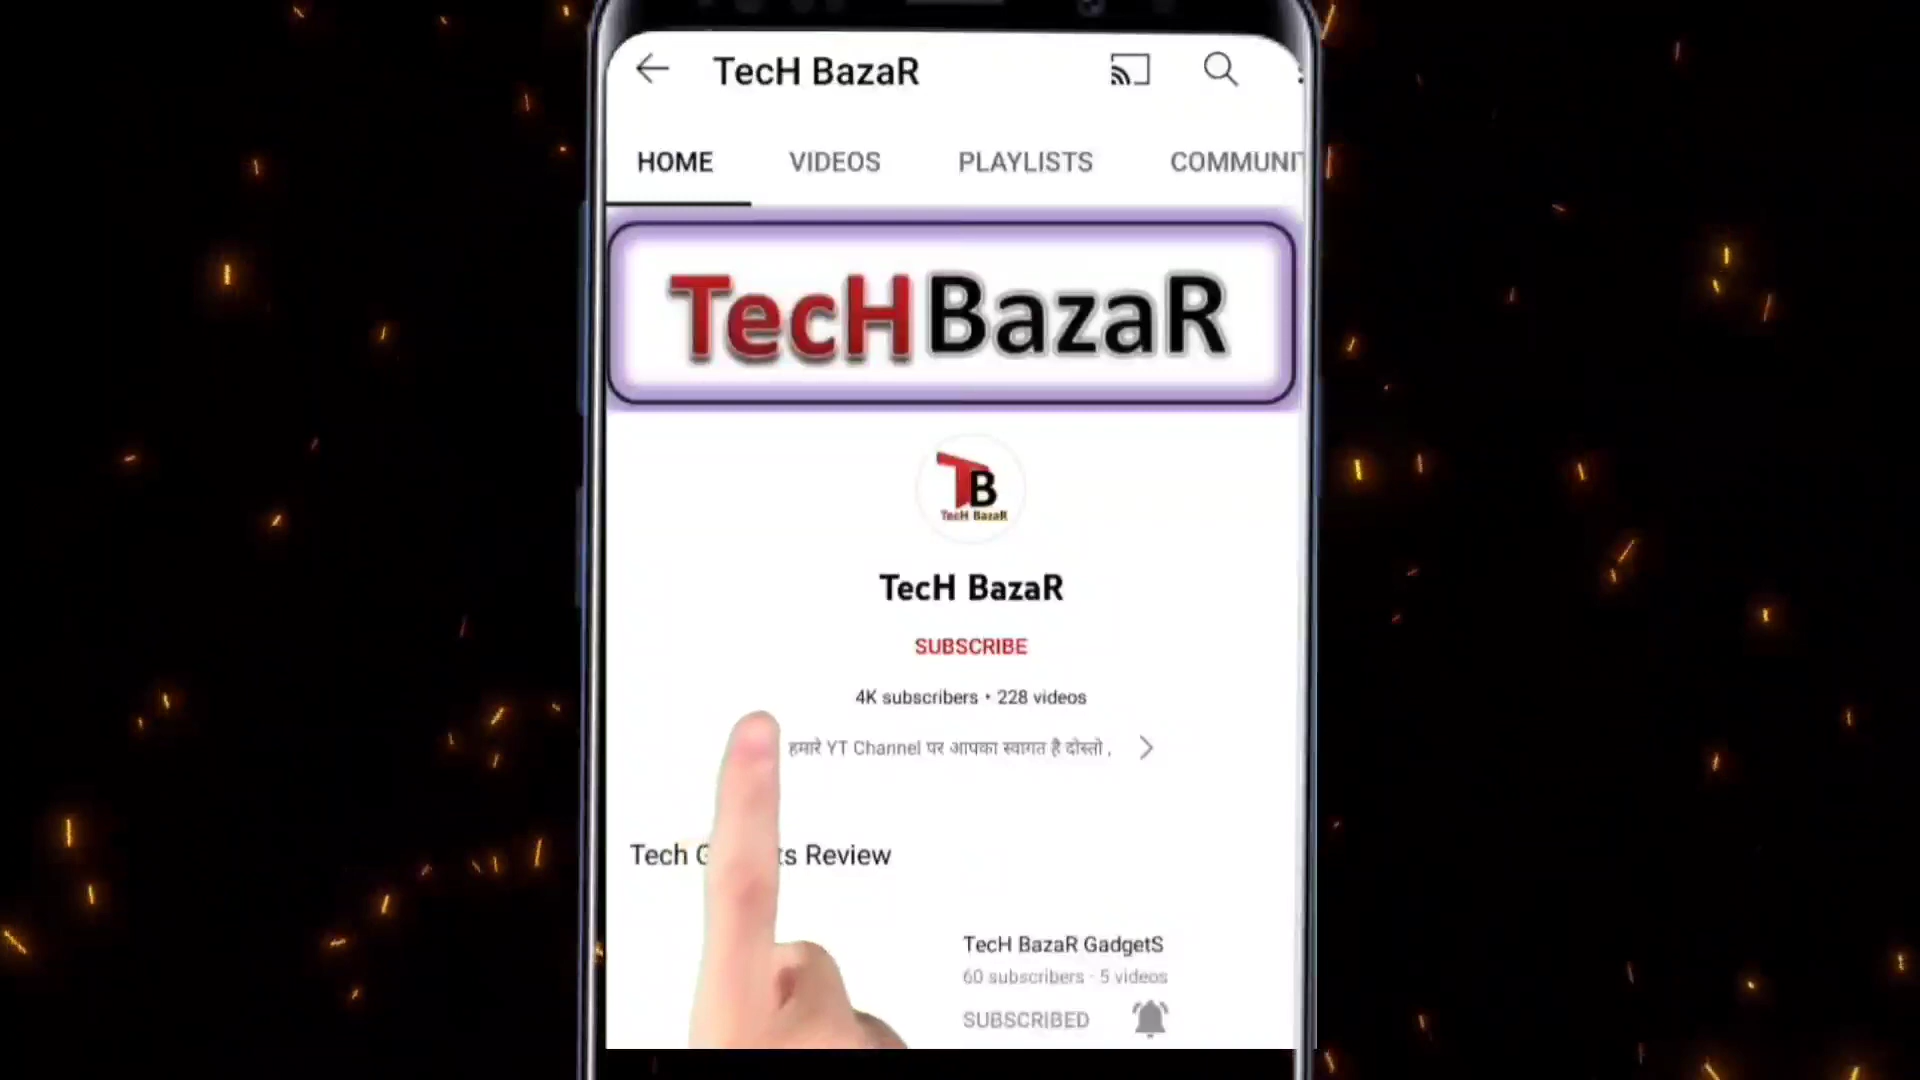 TecH BazaR
HOME VIDEOS PLAYLISTS COMMUNIT
TecH BazaR
TB
TecH BazaR
TecH BazaR
SUBSCRIBE
4K subscribers • 228 videos
हमारे YT Channel पर आपका स्वागत है दोस्तो .
Tech G ts Review
TecH BazaR GadgetS
60 subscribers · 5 videos
SUBSCRIBED